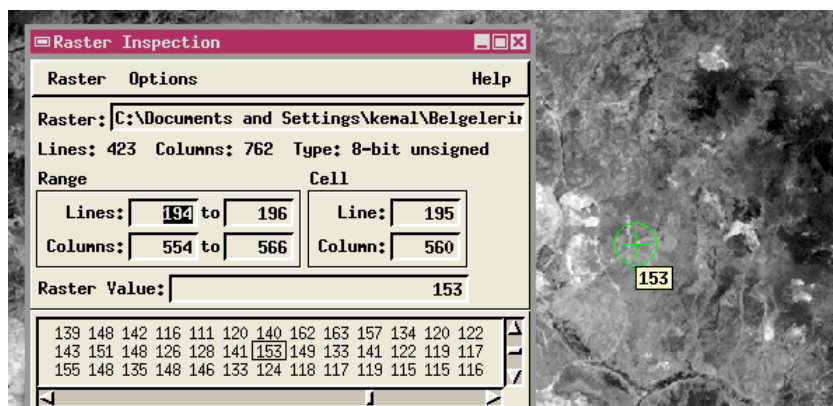 Raster Inspection
Raster Options Help
Raster: C:\Documents and Settings\kemal\Belgelerin
Lines: 423 Columns: 762 Type: 8-bit unsigned
Range Cell
Lines: 194 to 196 Line: 195
Columns: 554 to 566 Column: 560
Raster Value: 153
153
139 148 142 116 111 120 140 162 163 157 134 120 122
143 151 148 126 128 141 153 149 133 141 122 119 117
155 148 135 148 146 133 124 118 117 119 115 115 116